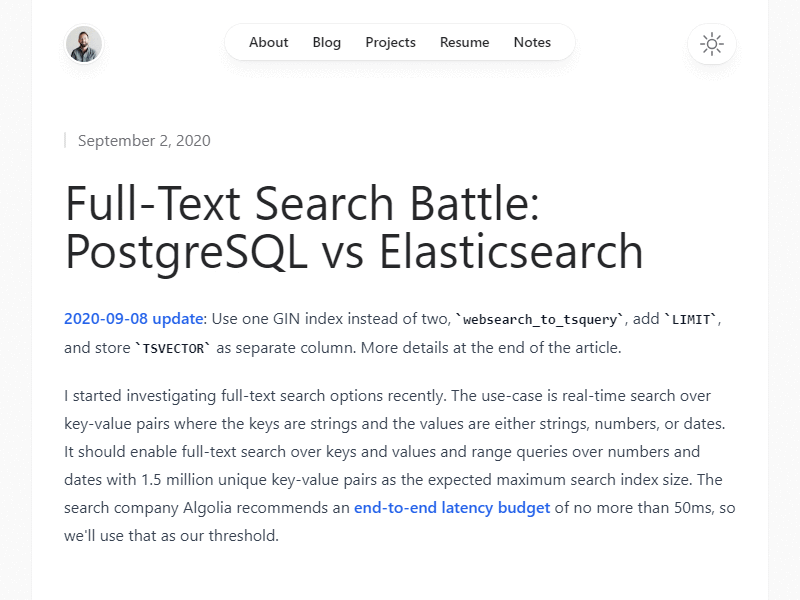 About Blog Projects Resume Notes
September 2, 2020
Full-Text Search Battle:
PostgreSQL vs Elasticsearch
2020-09-08 update: Use one GIN index instead of two, `websearch_to_tsquery`, add `LIMIT`,
and store `TSVECTOR` as separate column. More details at the end of the article.
I started investigating full-text search options recently. The use-case is real-time search over
key-value pairs where the keys are strings and the values are either strings, numbers, or dates.
It should enable full-text search over keys and values and range queries over numbers and
dates with 1.5 million unique key-value pairs as the expected maximum search index size. The
search company Algolia recommends an end-to-end latency budget of no more than 50ms, so
we'll use that as our threshold.